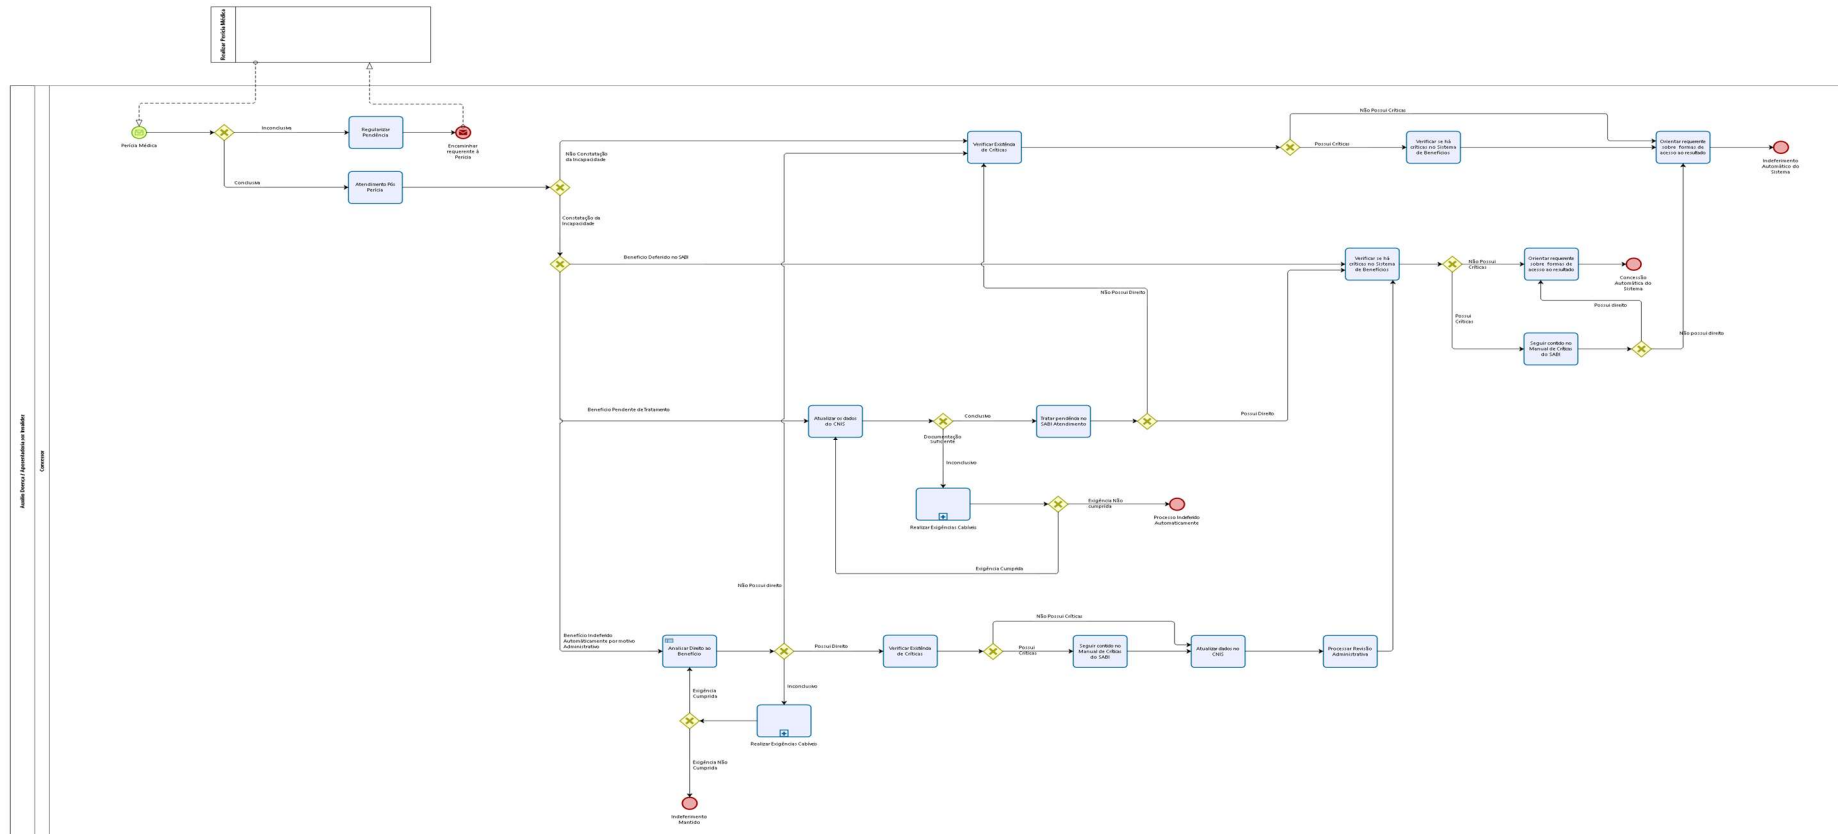 Realizar Perícia Médica
Auxílio Doença / Aposentadoria por Invalidez
Concessor
Perícia Médica
Inconclusiva
Regularizar
Pendência
Encaminhar
requerente à
Perícia
Conclusiva
Atendimento Pós
Perícia
Não Constatação
da Incapacidade
Constatação da
Incapacidade
Verificar Existência
de Críticas
Não Possui Críticas
Possui Críticas
Verificar se há
críticas no Sistema
de Benefícios
Orientar requerente
sobre formas de
acesso ao resultado
Indeferimento
Automático do
Sistema
Benefício Deferido no SABI
Verificar se há
críticas no Sistema
de Benefícios
Não Possui
Críticas
Orientar requerente
sobre formas de
acesso ao resultado
Concessão
Automática do
Sistema
Possui
Críticas
Seguir contido no
Manual de Críticas
do SABI
Possui direito
Não possui direito
Não Possui Direito
Benefício Pendente de Tratamento
Atualizar os dados
do CNIS
Documentação
Suficiente
Conclusivo
Tratar pendência no
SABI Atendimento
Possui Direito
Inconclusivo
Realizar Exigências Cabíveis
Exigência Não
cumprida
Processo Indefeido
Automaticamente
Exigência Cumprida
Não Possui direito
Benefício Indeferido
Automáticamente por motivo
Administrativo
Analisar Direito ao
Benefício
Possui Direito
Verificar Existência
de Críticas
Não Possui Críticas
Possui
Críticas
Seguir contido no
Manual de Críticas
do SABI
Atualizar dados no
CNIS
Processar Revisão
Administrativa
Inconclusivo
Realizar Exigências Cabíveis
Exigência
Cumprida
Exigência Não
Cumprida
Indeferimento
Mantido